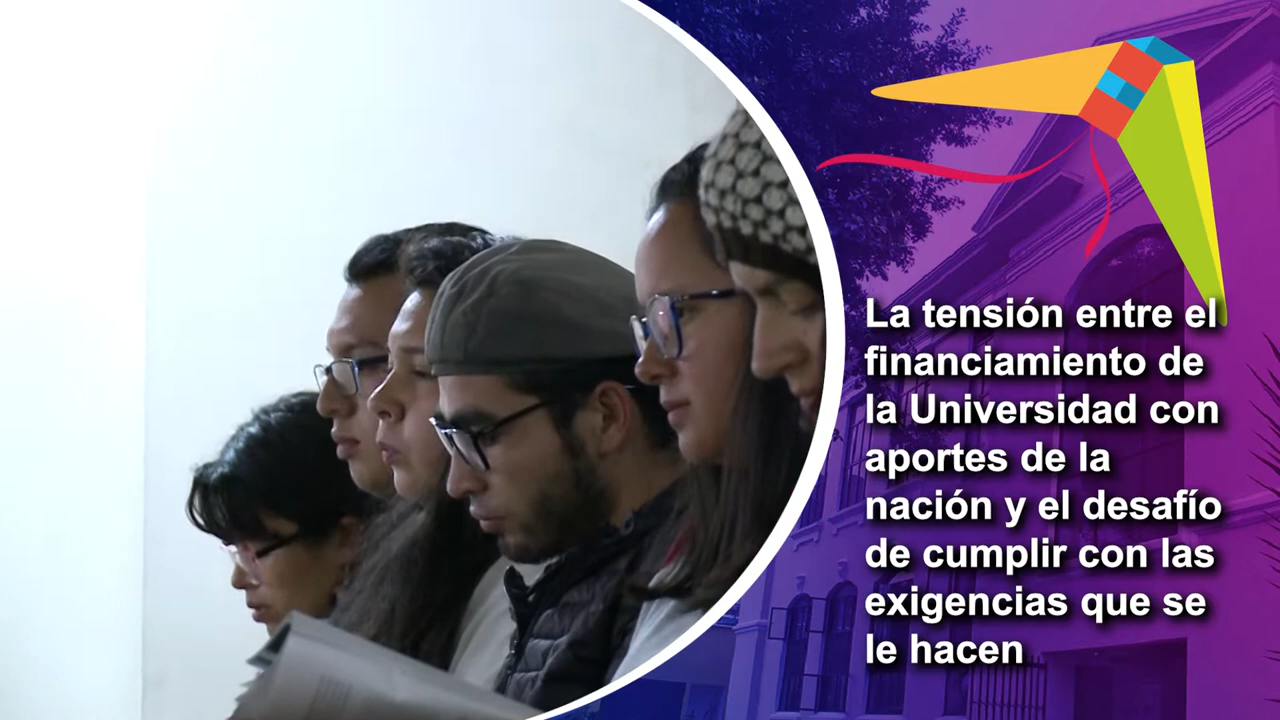 La tensión entre el
financiamiento de
la Universidad con
aportes de la
nación y el desafío
de cumplir con las
exigencias que se
le hacen